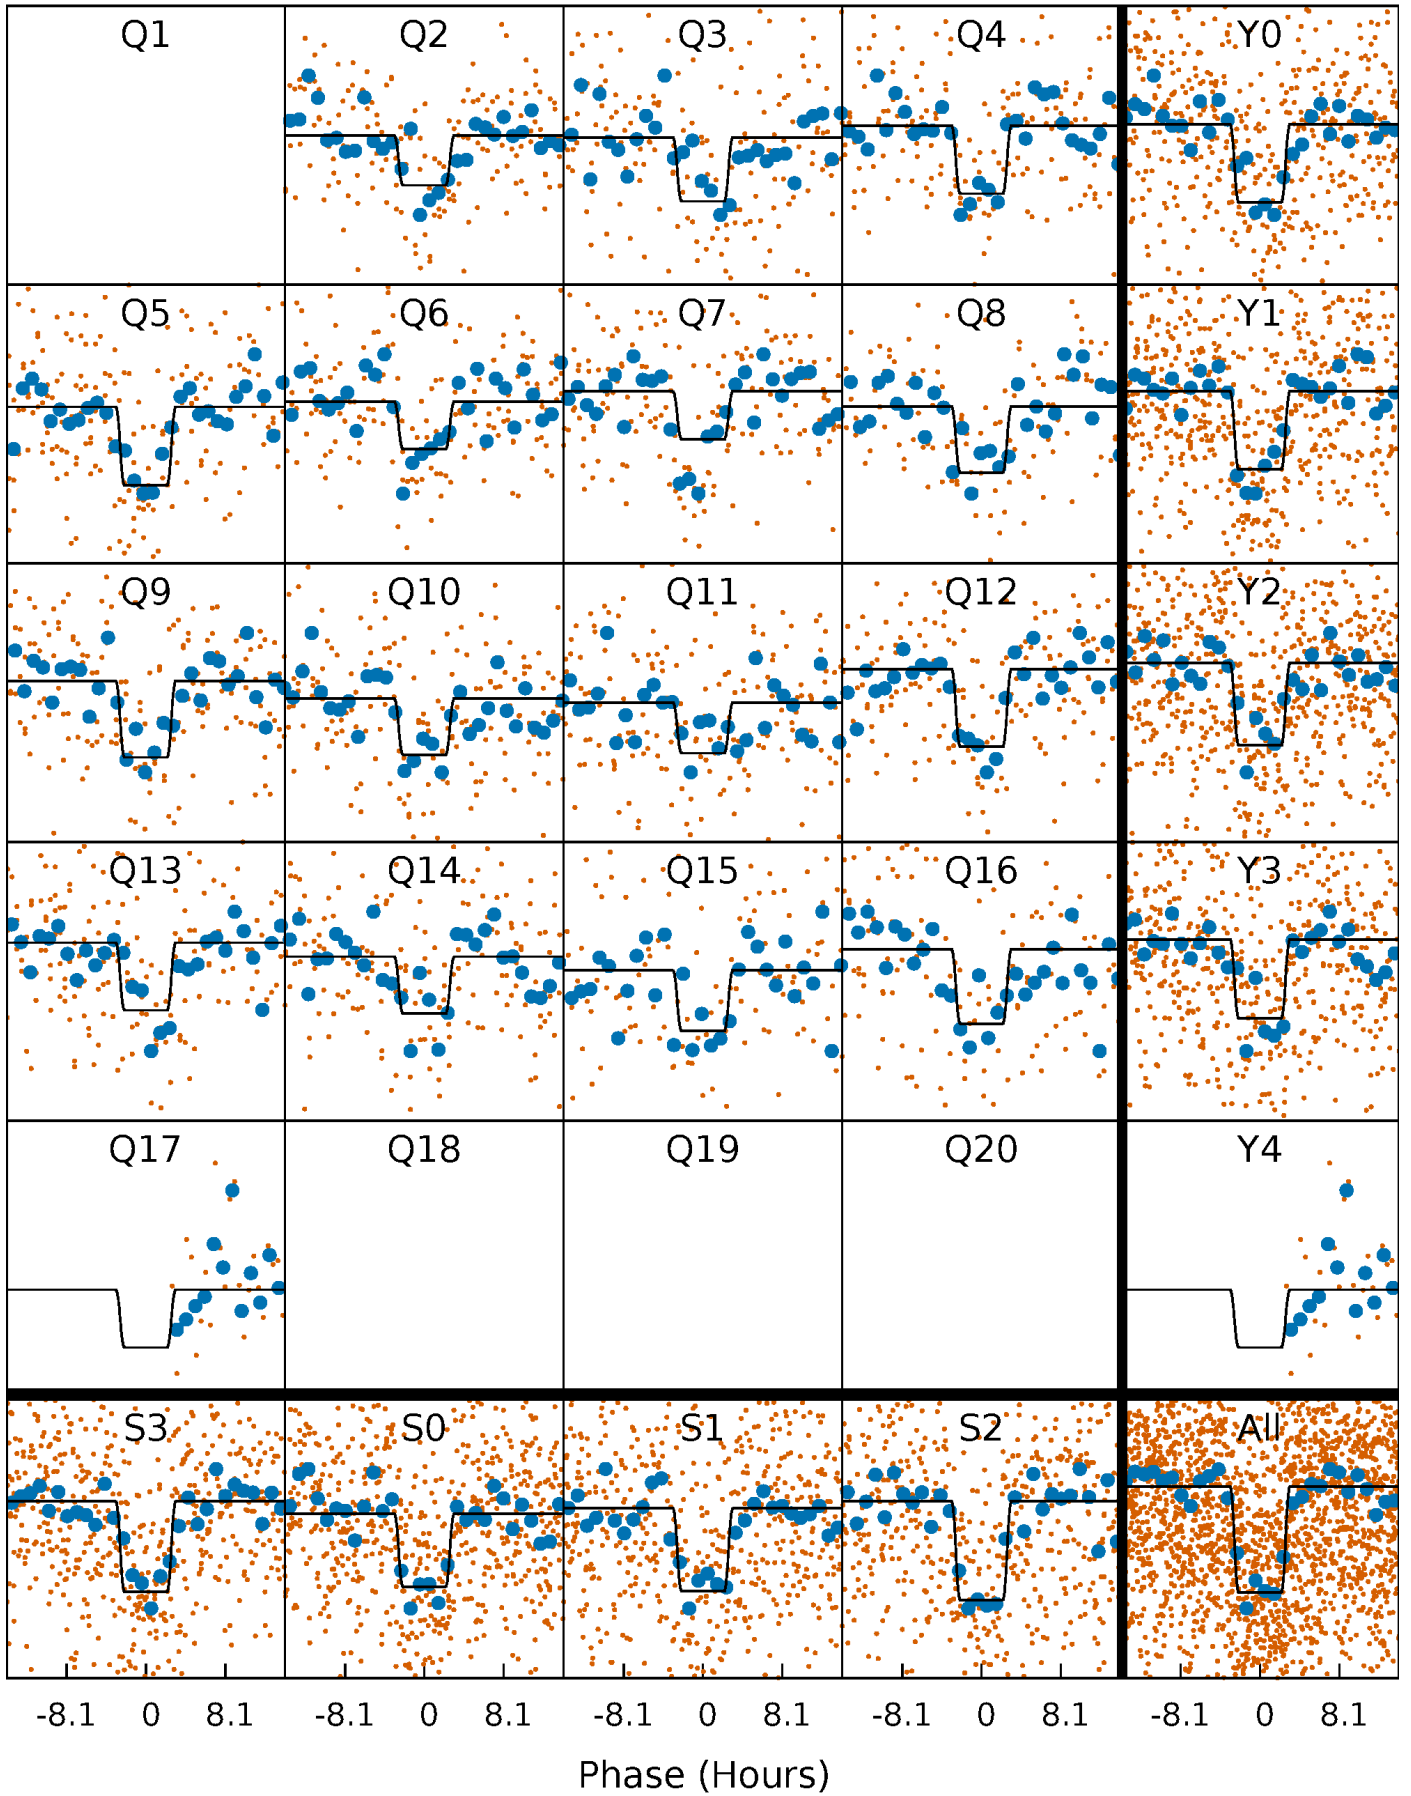 Q1 Q2 Q3 Q4 Y0
Q5 Q6 Q7 Q8 Y1
Q9 Q10 Q11 Q12 Y2
Q13 Q14 Q15 Q16 Y3
Q17 Q18 Q19 Q20 Y4
S3 S0 S1 S2 All
-8.1 0 8.1 -8.1 0 8.1 -8.1 0 8.1 -8.1 0 8.1 -8.1 0 8.1
Phase (Hours)